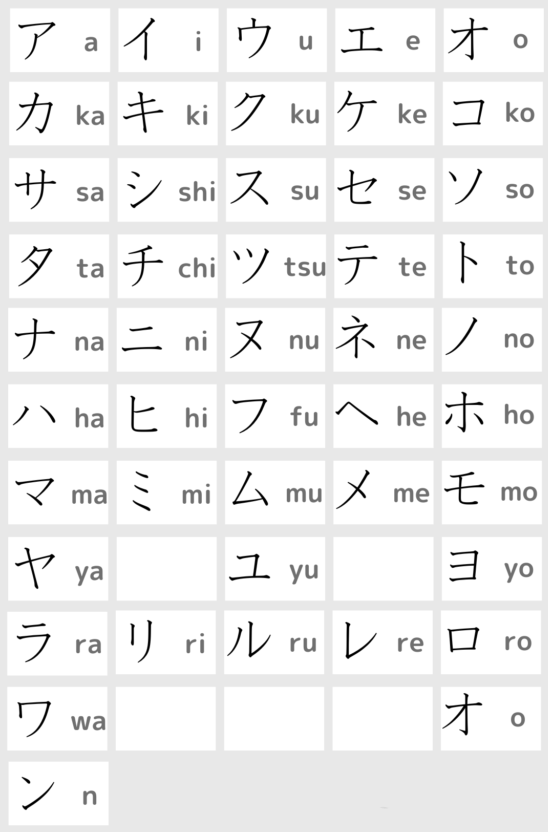 ア a イ i ウ u エ e オ o
カ ka キ ki ク ku ケ ke コ ko
サ sa シ shi ス su セ se ソ so
タ ta チ chi ツ tsu テ te ト to
ナ na ニ ni ヌ nu ネ ne ノ no
ハ ha ヒ hi フ fu ヘ he ホ ho
マ ma ミ mi ム mu メ me モ mo
ヤ ya ユ yu ヨ yo
ラ ra リ ri ル ru レ re ロ ro
ワ wa オ o
ン n